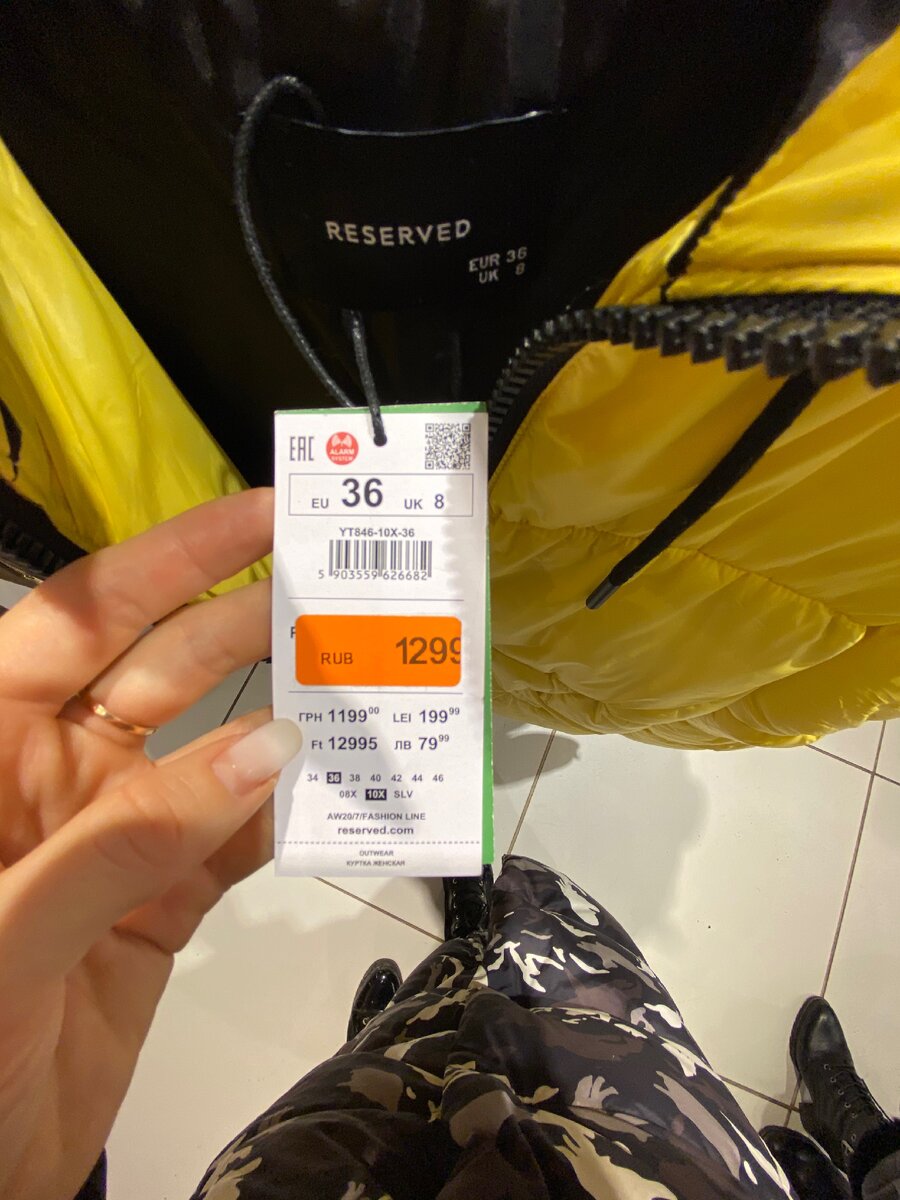 RESERVED
EUR 36
UK 8
EAC
ALARM
SYSTEM
EU 36 UK 8
YT846-10X-36
5 903559 626682
RUB 1299
ГРН 1199⁰⁰ LEI 199⁹⁹
Ft 12995 ЛВ 79⁹⁹
34 36 38 40 42 44 46
08X 10X SLV
AW20/7/FASHION LINE
reserved.com
OUTWEAR
КУРТКА ЖЕНСКАЯ